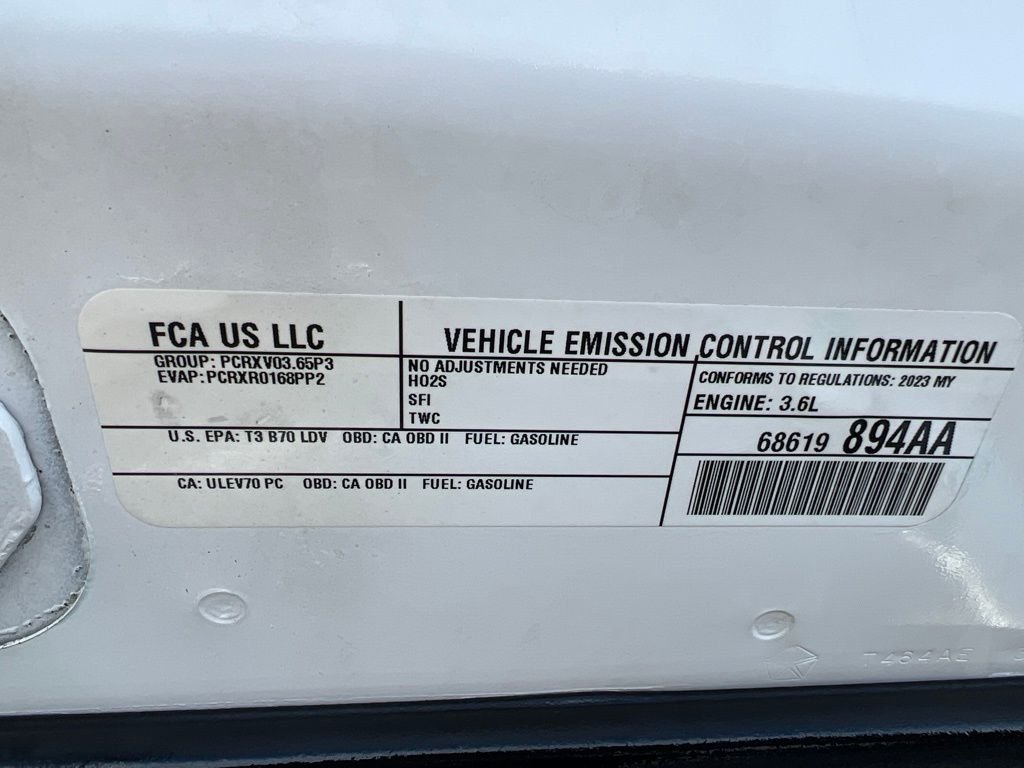 FCA US LLC
VEHICLE EMISSION CONTROL INFORMATION
GROUP: PCRXV03.65P3
EVAP:PCRXR0168PP2
NO ADJUSTMENTS NEEDED
HO2S
SFI
TWC
CONFORMS TO REGULATIONS: 2023 MY
ENGINE: 3.6L
68619 894AA
U.S. EPA: T3 B70 LDV OBD: CA OBD II FUEL: GASOLINE
CA: ULEV70 PC OBD: CA OBD II FUEL: GASOLINE